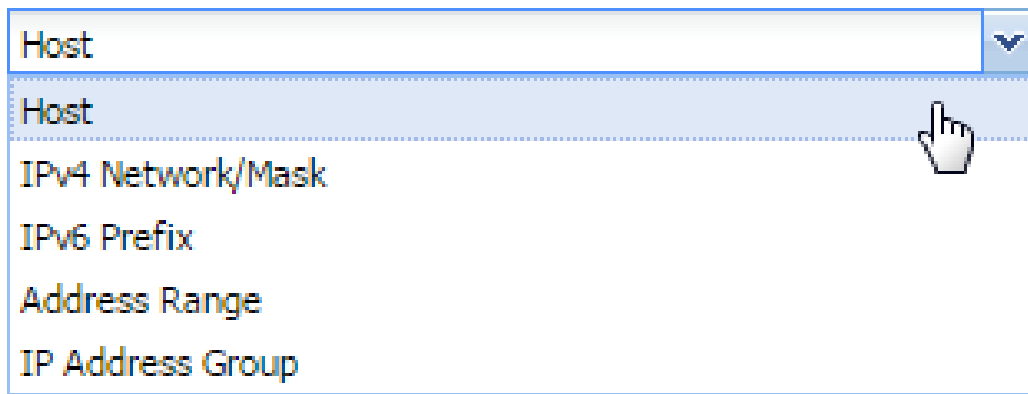 Host
Host
IPv4 Network/Mask
IPv6 Prefix
Address Range
IP Address Group